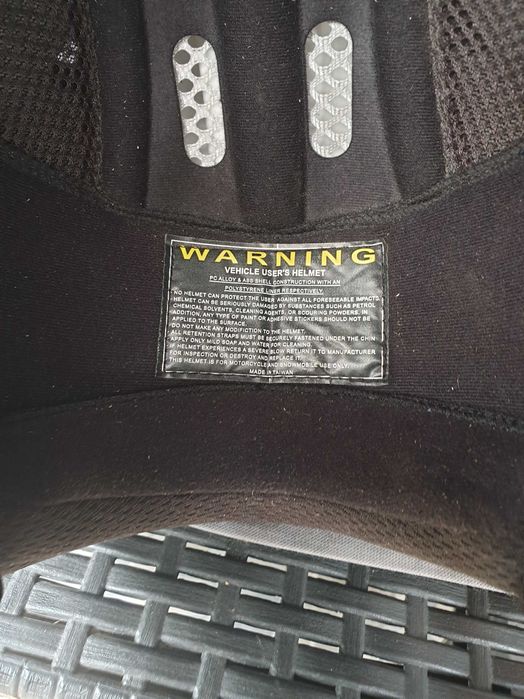 WARNING
VEHICLE USER'S HELMET
PC ALLOY & ABS SHELL CONSTRUCTION WITH AN
POLYSTYRENE LINER RESPECTIVELY.
NO HELMET CAN PROTECT THE USER AGAINST ALL FORESEEABLE IMPACTS.
HELMET CAN BE SERIOUSLY DAMAGED BY SUBSTANCES SUCH AS PETROL
CHEMICAL SOLVENTS, CLEANING AGENTS, OR SCOURING POWDERS. IN
ADDITION, ANY TYPE OF PAINT OR ADHESIVE STICKERS SHOULD NOT BE
APPLIED TO THE SURFACE.
DO NOT MAKE ANY MODIFICTION TO THE HELMET.
ALL RETENTION STRAPS MUST BE SECURELY FASTENED UNDER THE CHIN
APPLY ONLY MILD SOAP AND WATER FOR CLEANING.
IF HELMET EXPERIENCES A SEVERE BLOW RETURN IT TO MANUFACTURER
FOR INSPECTION OR DESTROY AND REPLACE IT.
THIS HELMET IS FOR MOTORCYCLE AND SNOWMOBILE USE ONLY.
MADE IN TAIWAN